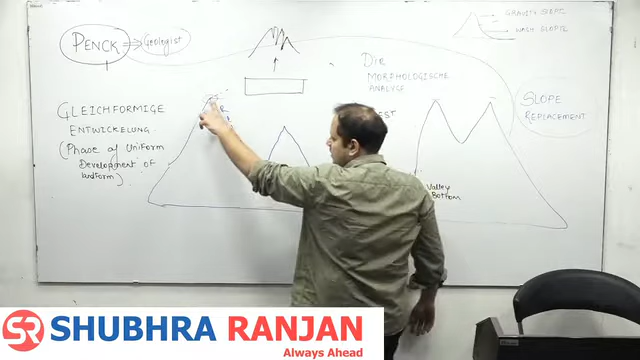 PENCK
Geologist
GRAVITY SLOPE
WASH SLOPE
DIE
MORPHOLOGISCHE
ANALYSE
SLOPE
REPLACEMENT
GLEICHFORMIGE
ENTWICKELUNG
(Phase of Uniform
Development of
landform)
Valley
Bottom
SR SHUBHRA RANJAN
Always Ahead